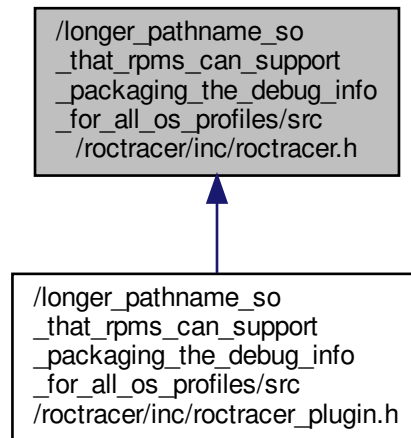 /longer_pathname_so
_that_rpms_can_support
_packaging_the_debug_info
_for_all_os_profiles/src
/roctracer/inc/roctracer.h
/longer_pathname_so
_that_rpms_can_support
_packaging_the_debug_info
_for_all_os_profiles/src
/roctracer/inc/roctracer_plugin.h